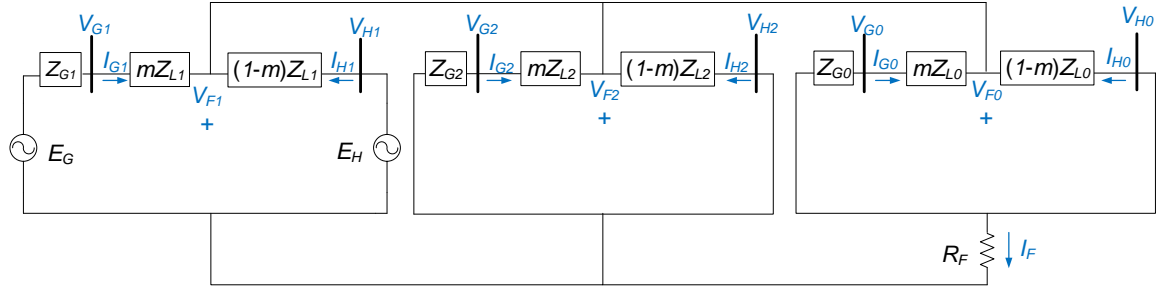 V_G1 V_H1 V_G2 V_H2 V_G0 V_H0
Z_G1 I_G1 mZ_L1 (1-m)Z_L1 I_H1 Z_G2 I_G2 mZ_L2 (1-m)Z_L2 I_H2 Z_G0 I_G0 mZ_L0 (1-m)Z_L0 I_H0
V_F1 V_F2 V_F0
+ + +
E_G E_H
R_F I_F